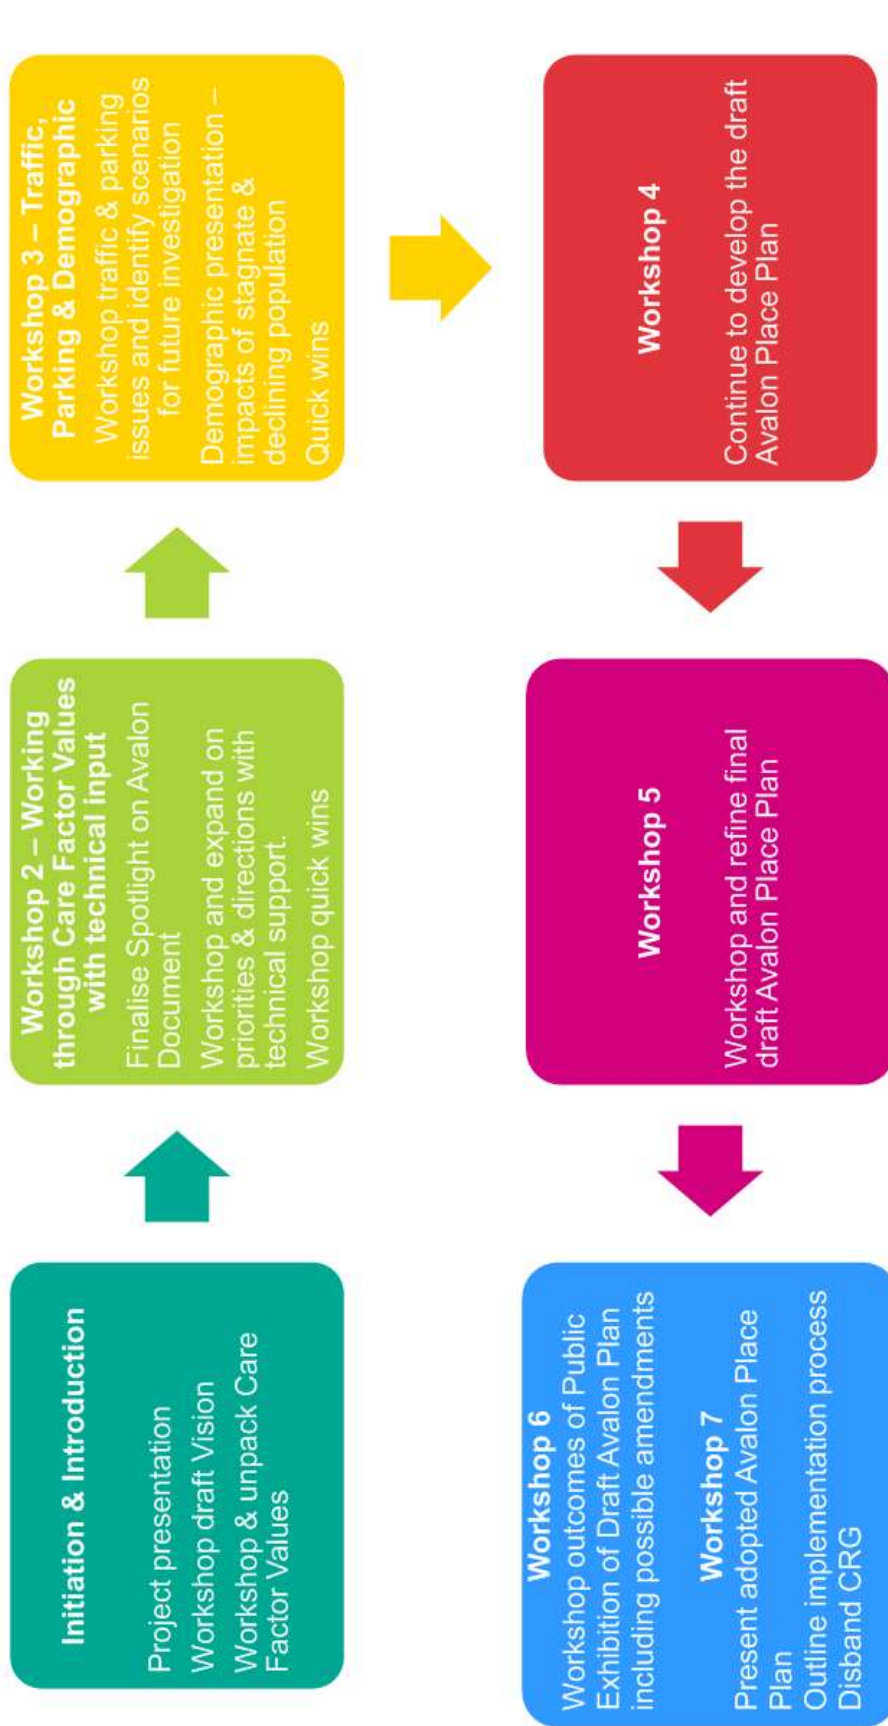 Initiation & Introduction
Project presentation
Workshop draft Vision
Workshop & unpack Care
Factor Values
Workshop 2 – Working
through Care Factor Values
with technical input
Finalise Spotlight on Avalon
Document
Workshop and expand on
priorities & directions with
technical support.
Workshop quick wins
Workshop 3 – Traffic,
Parking & Demographic
Workshop traffic & parking
issues and identify scenarios
for future investigation
Demographic presentation –
impacts of stagnate &
declining population
Quick wins
Workshop 4
Continue to develop the draft
Avalon Place Plan
Workshop 5
Workshop and refine final
draft Avalon Place Plan
Workshop 6
Workshop outcomes of Public
Exhibition of Draft Avalon Plan
including possible amendments
Workshop 7
Present adopted Avalon Place
Plan
Outline implementation process
Disband CRG